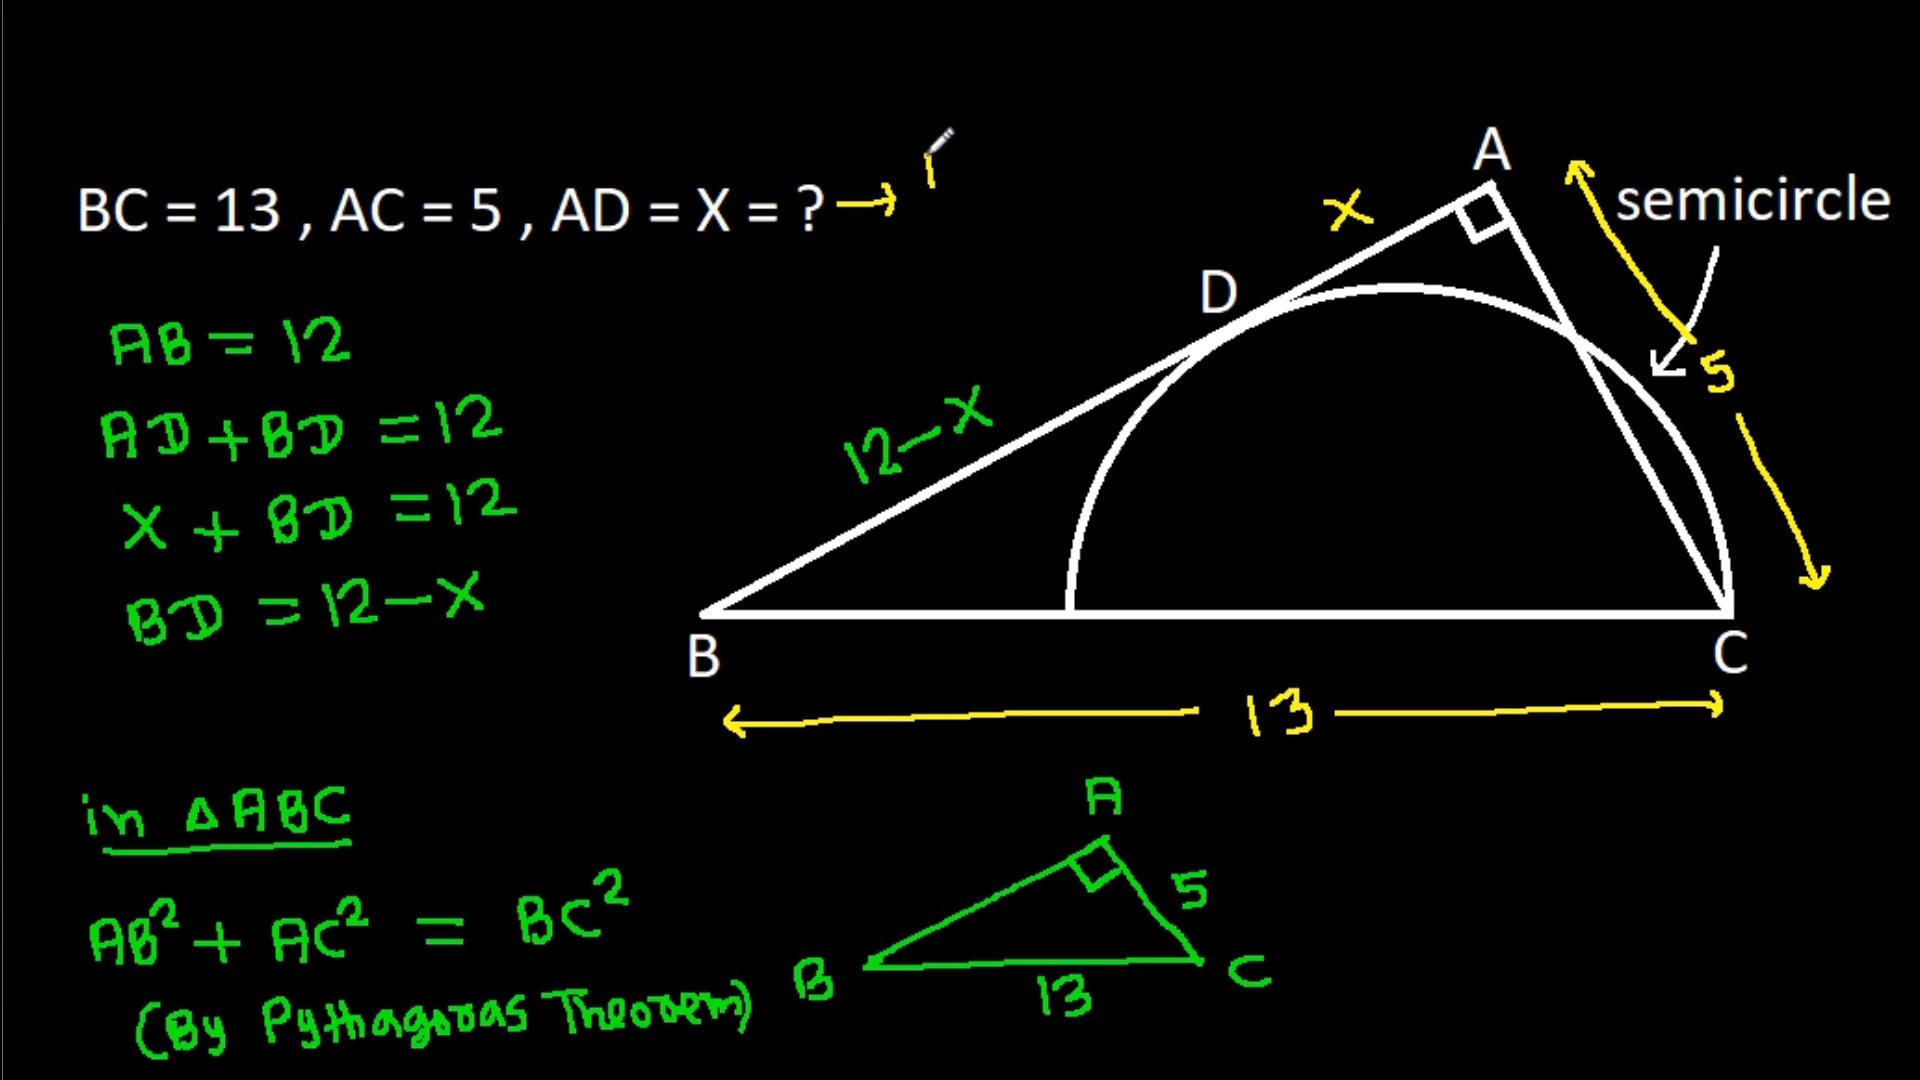 BC = 13 , AC = 5 , AD = X = ? → 1
A
semicircle
X
D
5
12-X
B
C
13
AB = 12
AD + BD = 12
X + BD = 12
BD = 12-X
in ΔABC
AB² + AC² = BC²
(By Pythagoras Theorem)
A
5
B
C
13